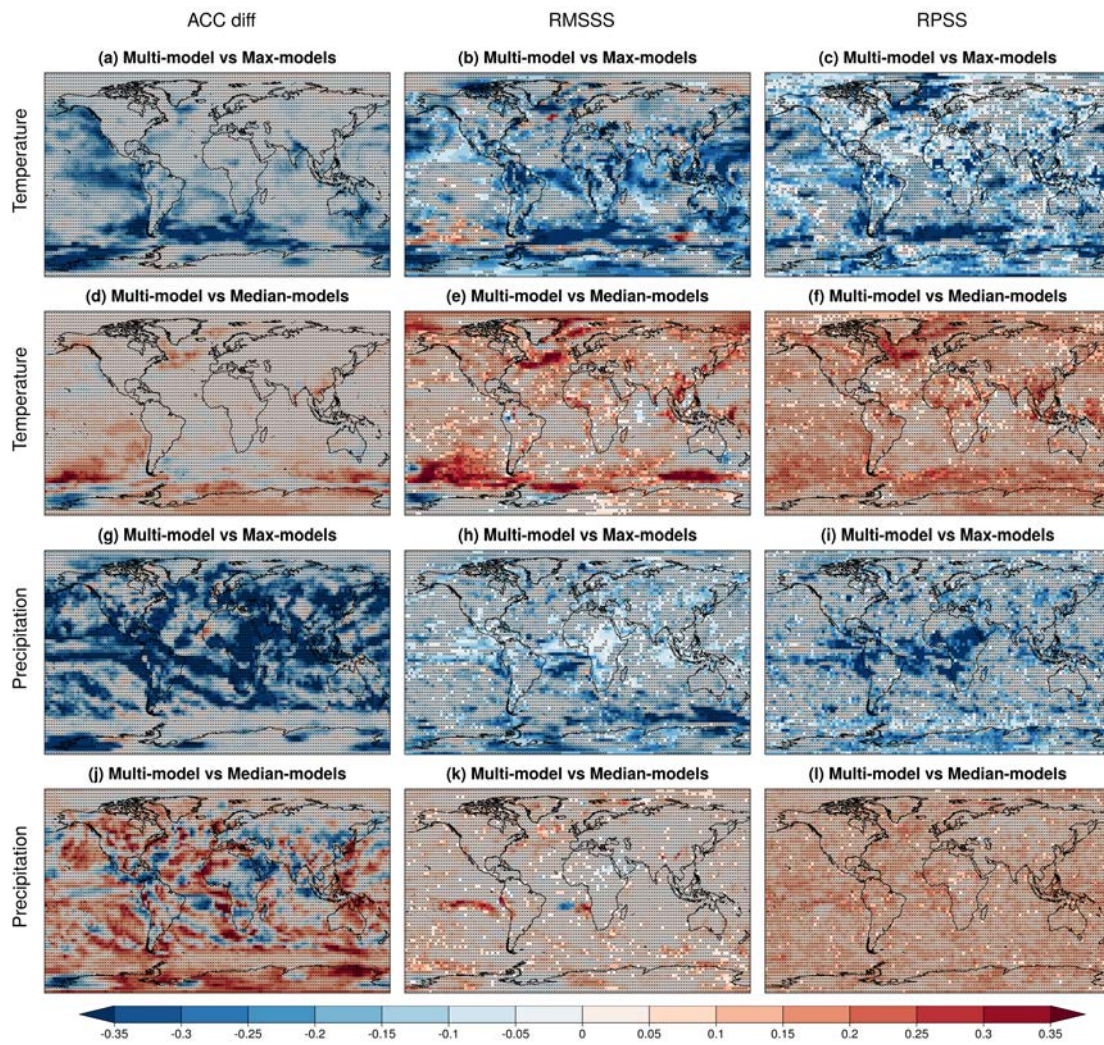 ACC diff
RMSSS
RPSS
(a) Multi-model vs Max-models
(b) Multi-model vs Max-models
(c) Multi-model vs Max-models
Temperature
(d) Multi-model vs Median-models
(e) Multi-model vs Median-models
(f) Multi-model vs Median-models
Temperature
(g) Multi-model vs Max-models
(h) Multi-model vs Max-models
(i) Multi-model vs Max-models
Precipitation
(j) Multi-model vs Median-models
(k) Multi-model vs Median-models
(l) Multi-model vs Median-models
Precipitation
-0.35 -0.3 -0.25 -0.2 -0.15 -0.1 -0.05 0 0.05 0.1 0.15 0.2 0.25 0.3 0.35